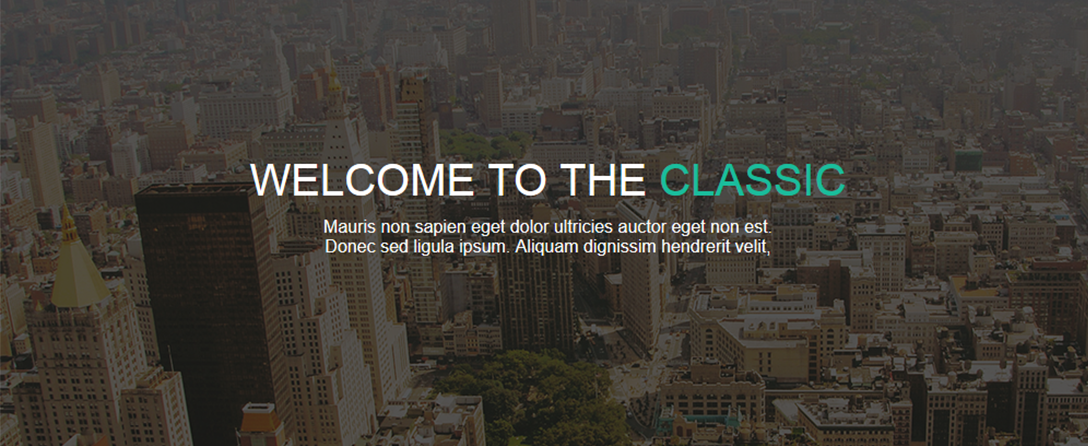 WELCOME TO THE CLASSIC
Mauris non sapien eget dolor ultricies auctor eget non est.
Donec sed ligula ipsum. Aliquam dignissim hendrerit velit,